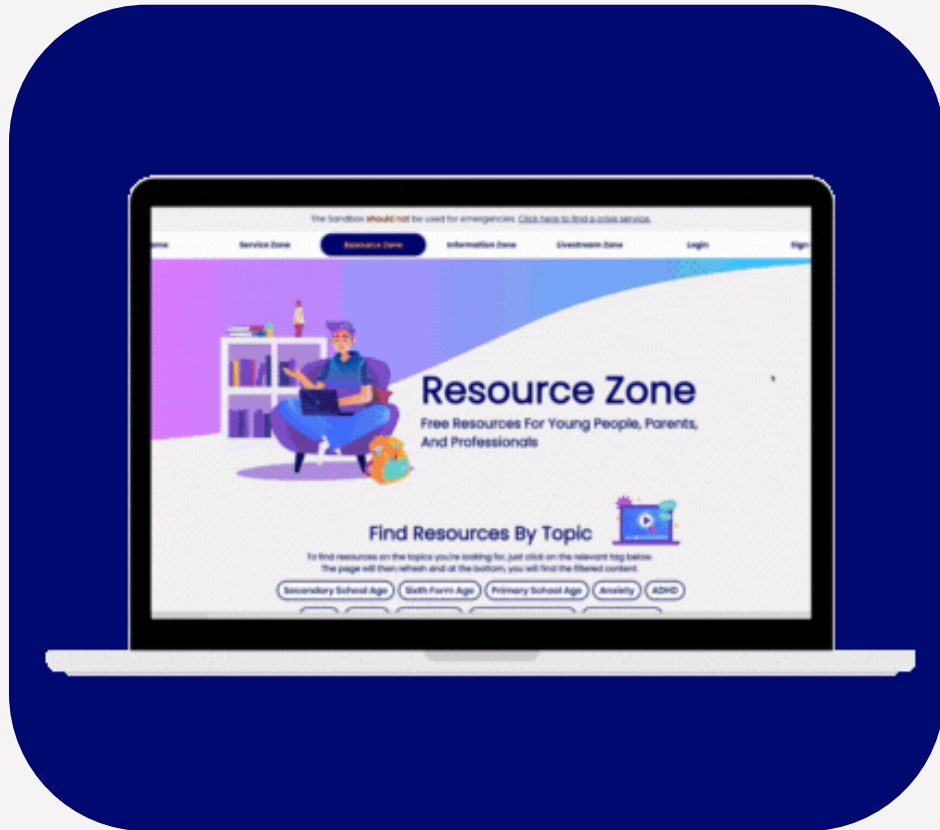 The Sandbox should not be used for emergencies. Click here to find a crisis service.
ome Service Zone Resource Zone Information Zone Livestream Zone Login Sign
Resource Zone
Free Resources For Young People, Parents,
And Professionals
Find Resources By Topic
To find resources on the topics you're looking for, just click on the relevant tag below.
The page will then refresh and at the bottom, you will find the filtered content.
Secondary School Age Sixth Form Age Primary School Age Anxiety ADHD